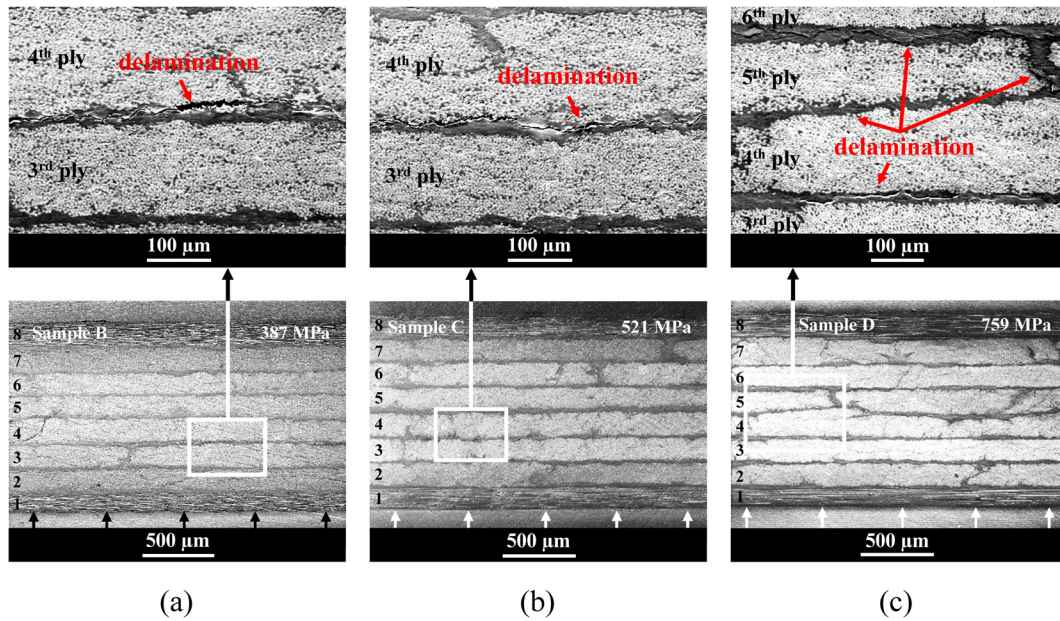 4th ply
delamination
3rd ply
100 µm
4th ply
delamination
3rd ply
100 µm
6th ply
5th ply
4th ply
delamination
3rd ply
100 µm
8
Sample B
387 MPa
7
6
5
4
3
2
1
500 µm
8
Sample C
521 MPa
7
6
5
4
3
2
1
500 µm
8
Sample D
759 MPa
7
6
5
4
3
2
1
500 µm
(a)
(b)
(c)